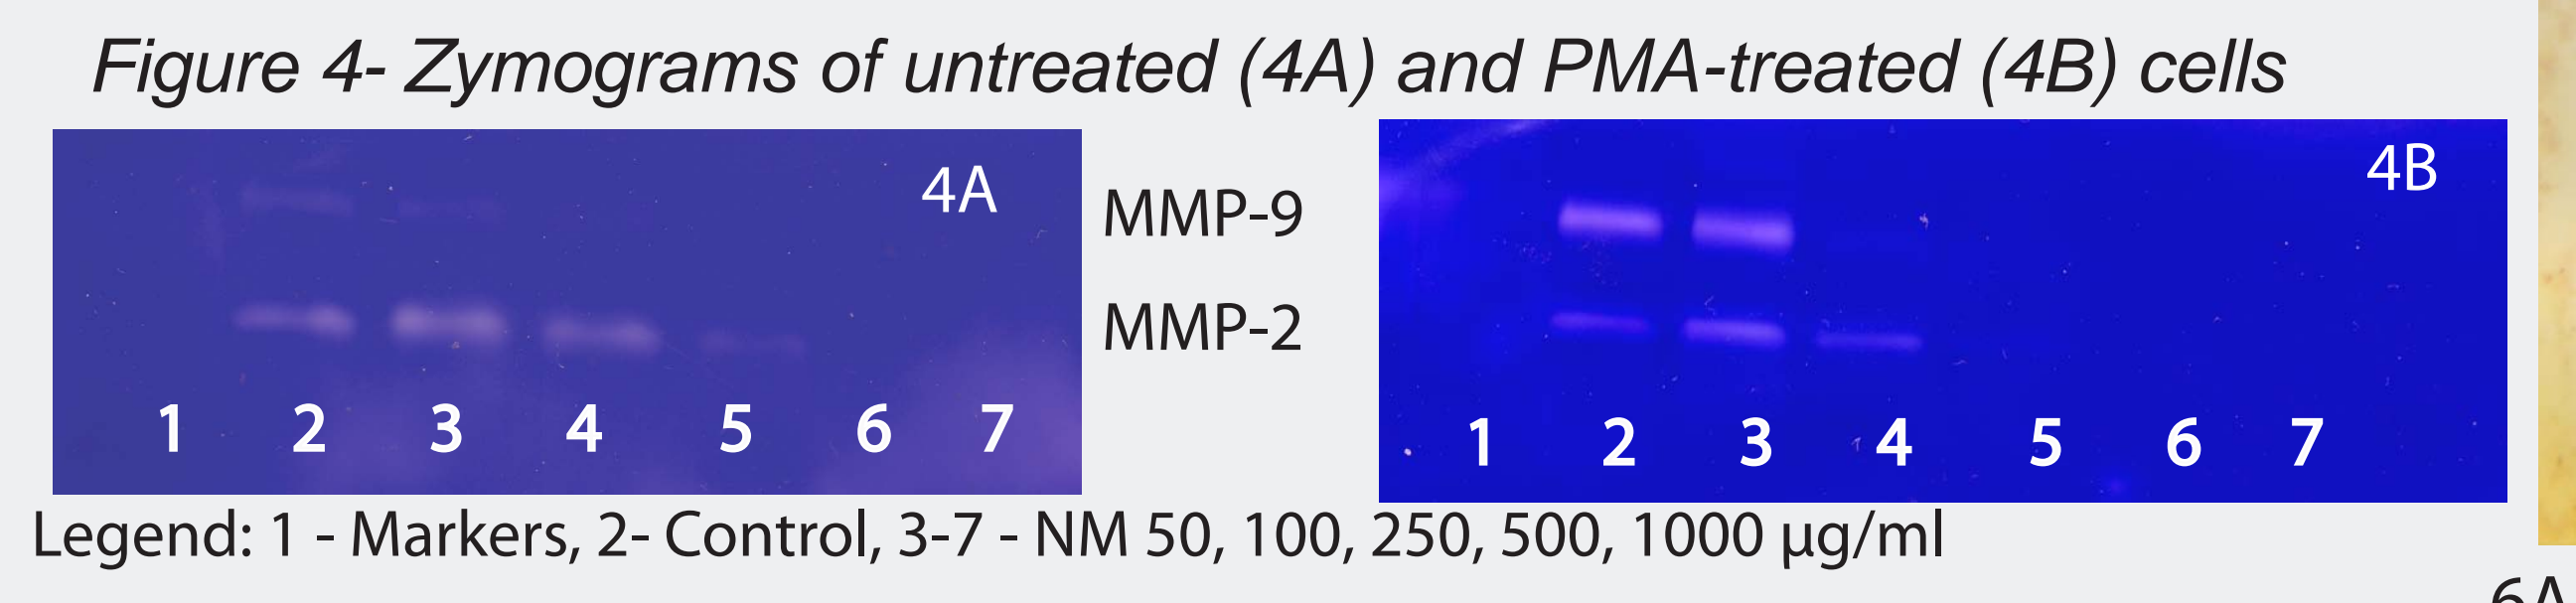 Figure 4- Zymograms of untreated (4A) and PMA-treated (4B) cells
4A
MMP-9
MMP-2
1 2 3 4 5 6 7
4B
1 2 3 4 5 6 7
Legend: 1 - Markers, 2- Control, 3-7 - NM 50, 100, 250, 500, 1000 µg/ml
6A